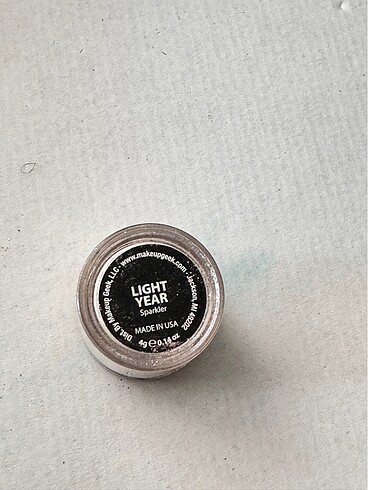 Dist. By Makeup Geek, LLC · www.makeupgeek.com · Jackson, MI 49202
LIGHT
YEAR
Sparkler
MADE IN USA
4g ℮ 0.14 oz